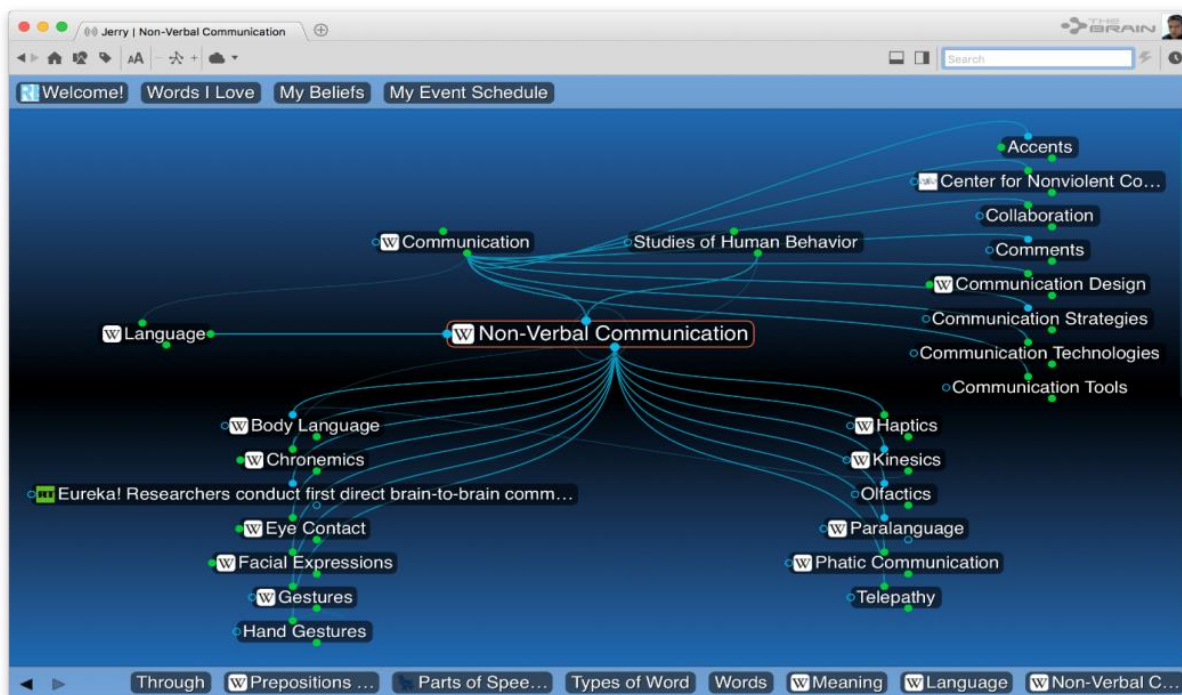 Jerry | Non-Verbal Communication
THE BRAIN
AA
Search
Welcome!
Words I Love
My Beliefs
My Event Schedule
Accents
Center for Nonviolent Co...
Collaboration
W Communication
Studies of Human Behavior
Comments
W Communication Design
Communication Strategies
W Language
W Non-Verbal Communication
Communication Technologies
Communication Tools
W Body Language
W Haptics
W Chronemics
W Kinesics
RT Eureka! Researchers conduct first direct brain-to-brain comm...
Olfactics
W Eye Contact
W Paralanguage
W Facial Expressions
W Phatic Communication
W Gestures
Telepathy
Hand Gestures
Through
W Prepositions ...
Parts of Spee...
Types of Word
Words
W Meaning
W Language
W Non-Verbal C...